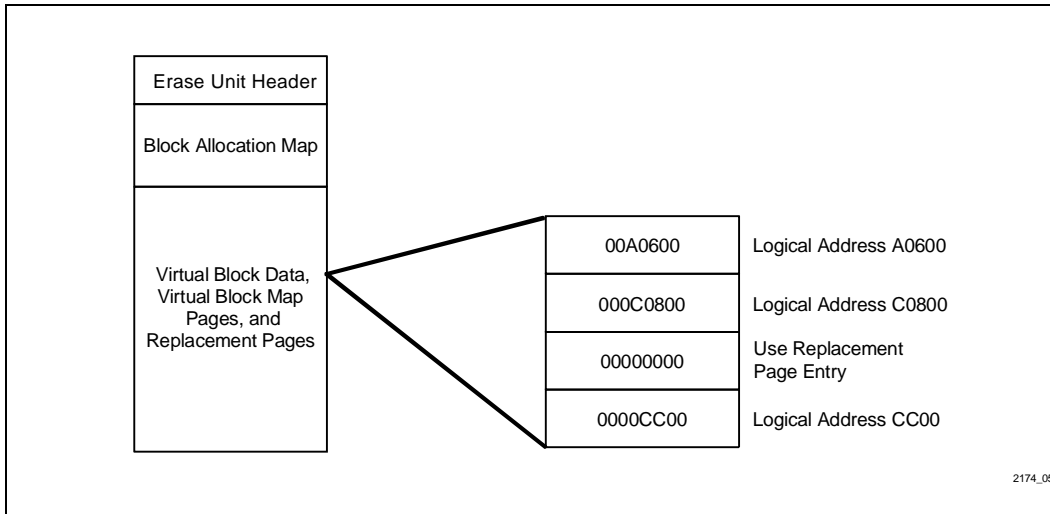 Erase Unit Header
Block Allocation Map
Virtual Block Data,
Virtual Block Map
Pages, and
Replacement Pages
00A0600
Logical Address A0600
000C0800
Logical Address C0800
00000000
Use Replacement
Page Entry
0000CC00
Logical Address CC00
2174_05